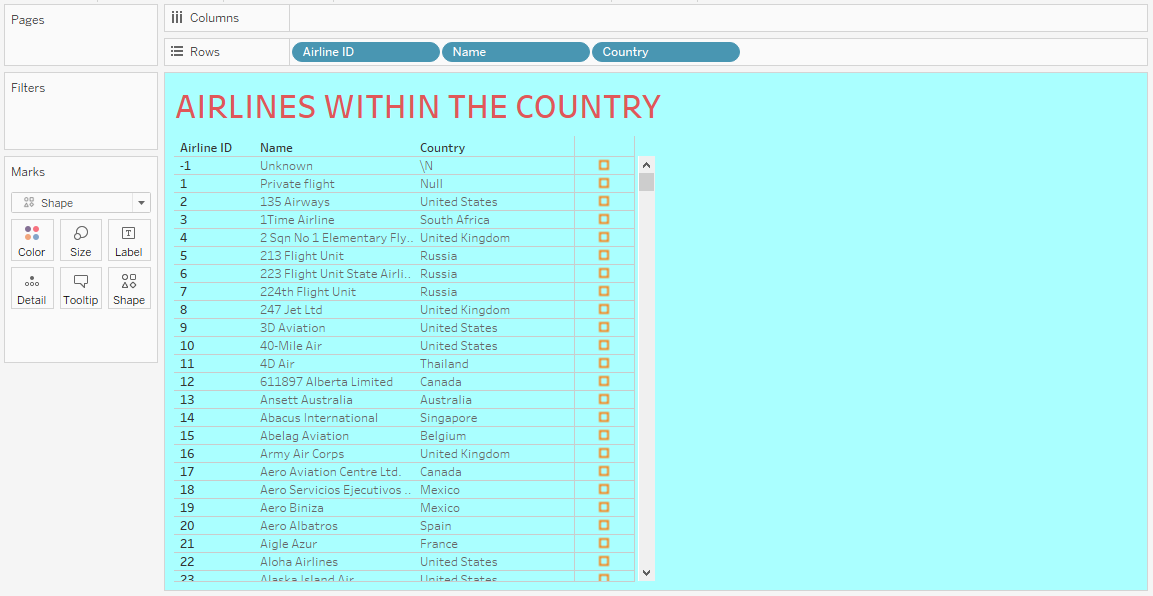 Pages
Columns
Rows Airline ID Name Country
Filters
Marks
Shape
Color Size Label
Detail Tooltip Shape
AIRLINES WITHIN THE COUNTRY
Airline ID Name Country
-1 Unknown \N
1 Private flight Null
2 135 Airways United States
3 1Time Airline South Africa
4 2 Sqn No 1 Elementary Fly.. United Kingdom
5 213 Flight Unit Russia
6 223 Flight Unit State Airli.. Russia
7 224th Flight Unit Russia
8 247 Jet Ltd United Kingdom
9 3D Aviation United States
10 40-Mile Air United States
11 4D Air Thailand
12 611897 Alberta Limited Canada
13 Ansett Australia Australia
14 Abacus International Singapore
15 Abelag Aviation Belgium
16 Army Air Corps United Kingdom
17 Aero Aviation Centre Ltd. Canada
18 Aero Servicios Ejecutivos .. Mexico
19 Aero Biniza Mexico
20 Aero Albatros Spain
21 Aigle Azur France
22 Aloha Airlines United States
23 Alaska Island Air United States